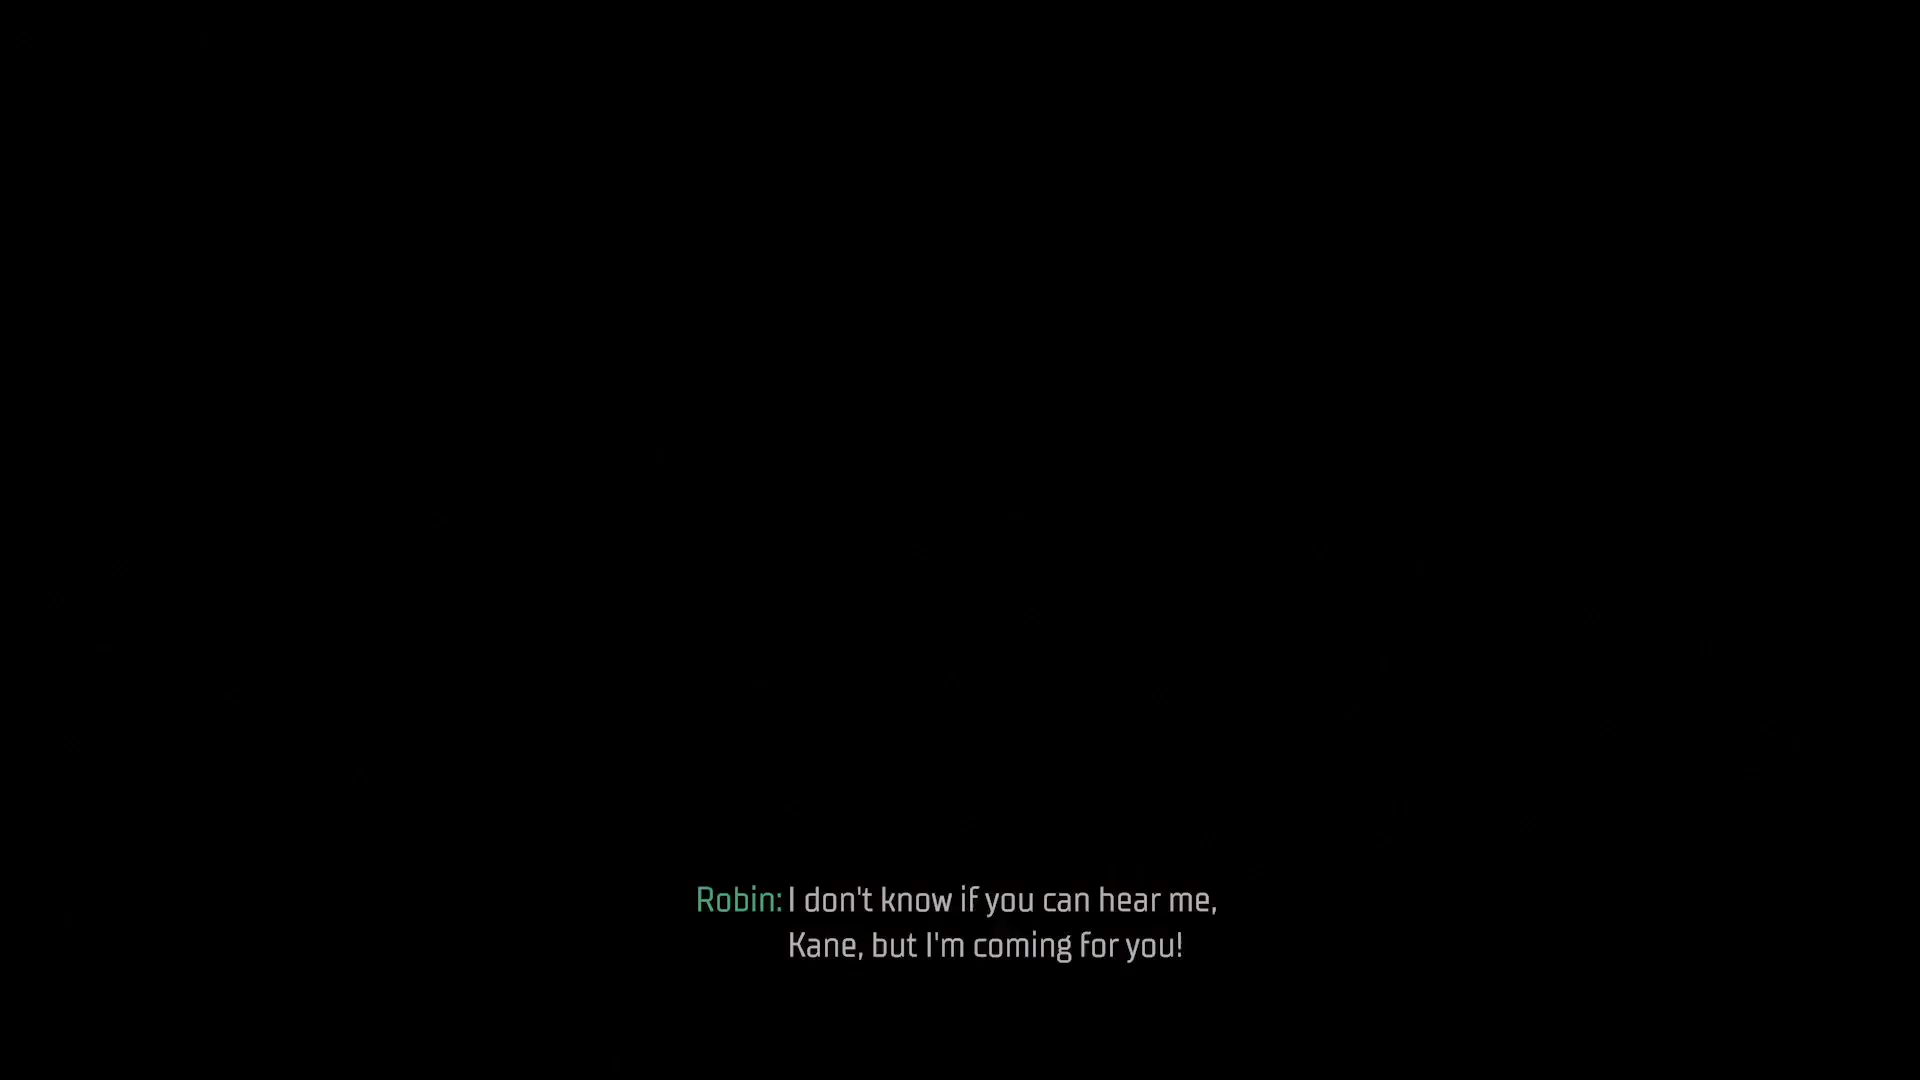 Robin: I don't know if you can hear me,
Kane, but I'm coming for you!